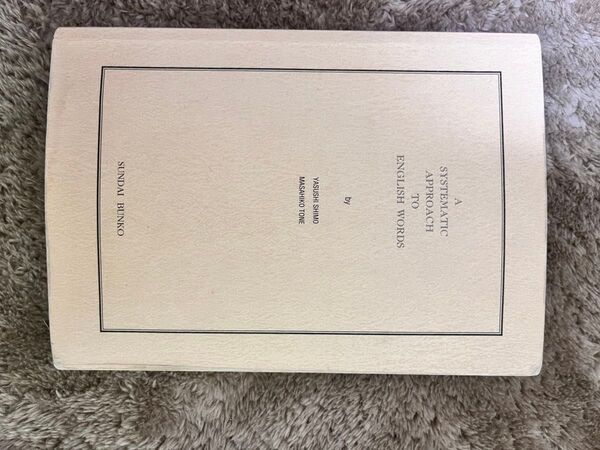 A
SYSTEMATIC
APPROACH
TO
ENGLISH WORDS
by
YASUSHI SHIMO
MASAHIKO TONE
SUNDAI BUNKO